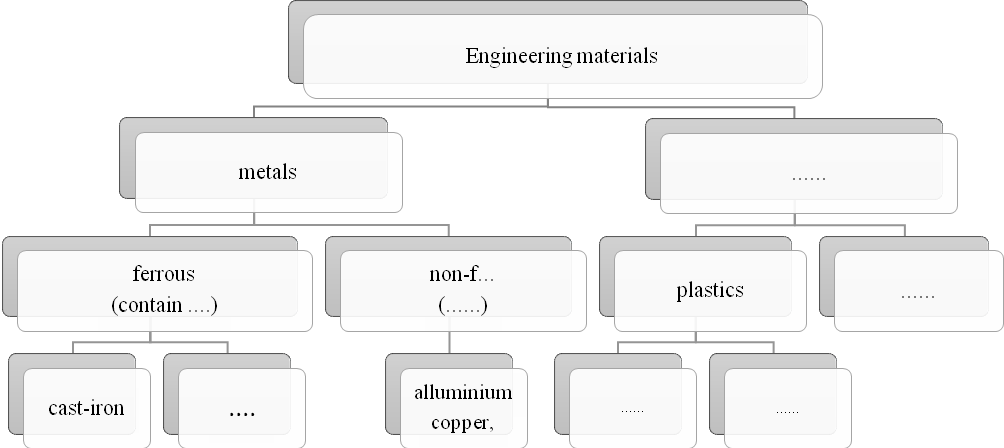 Engineering materials
metals
……
ferrous
(contain ….)
non-f…
(……)
plastics
……
cast-iron
….
alluminium
copper,
……
……